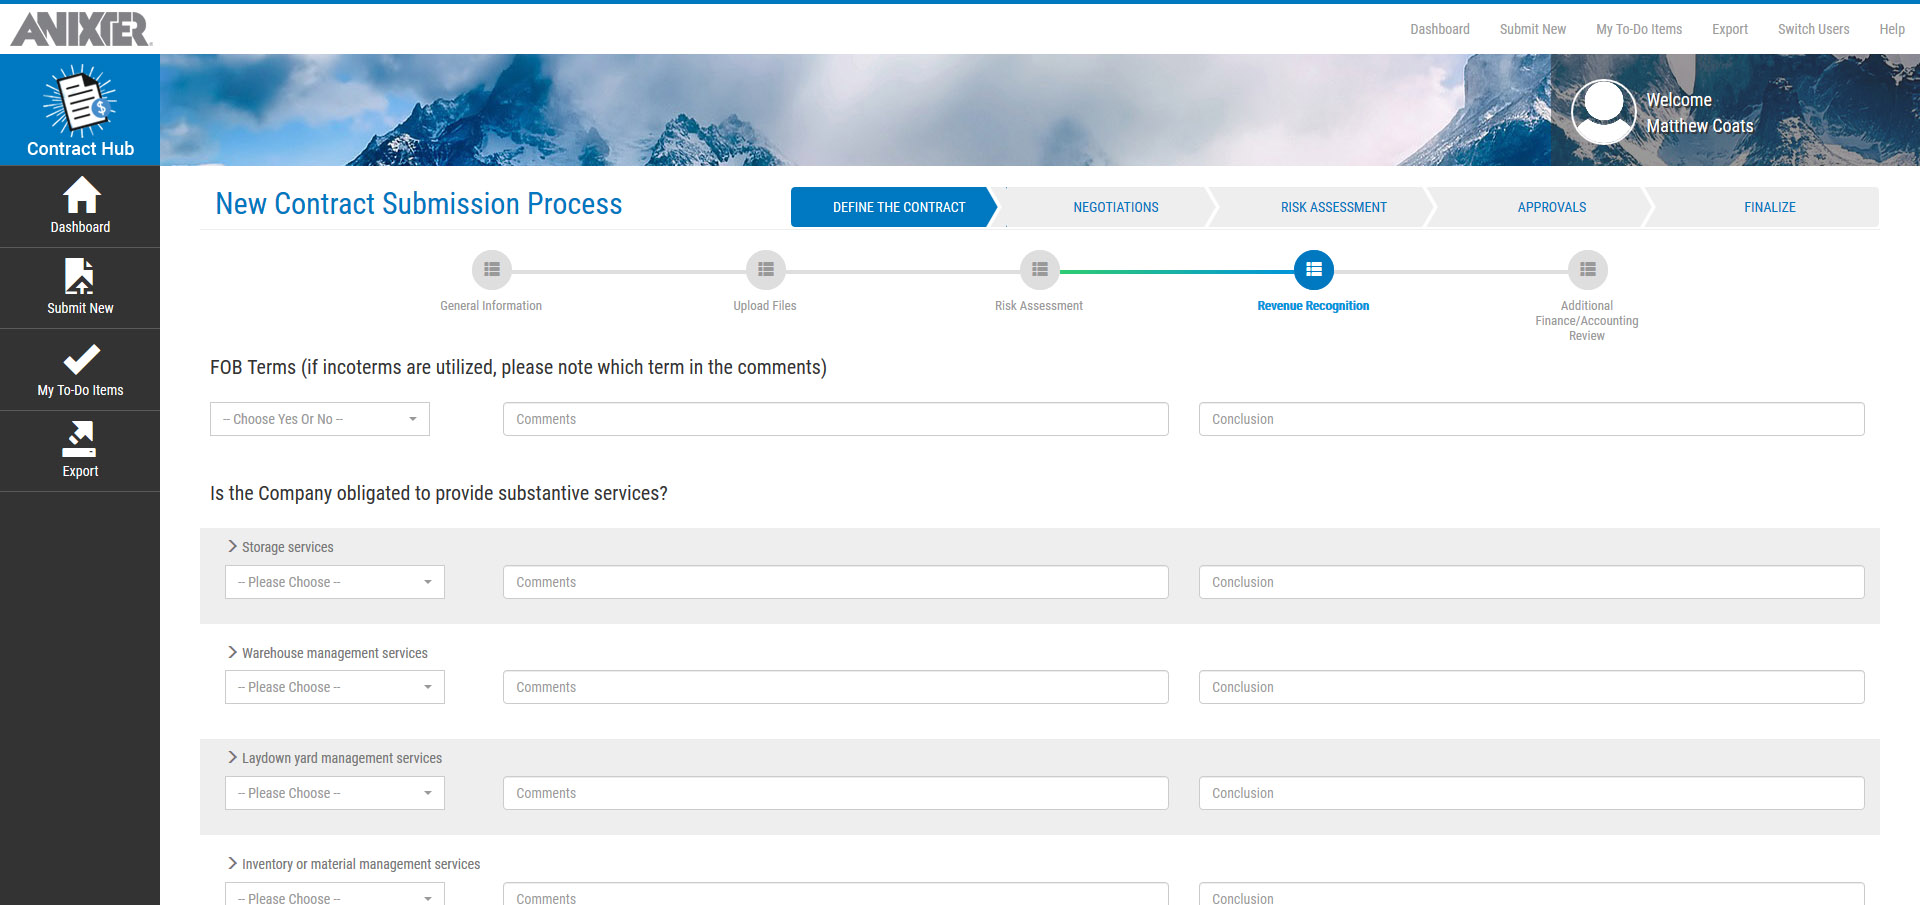 ANIXTER
Dashboard
Submit New
My To-Do Items
Export
Switch Users
Help
Contract Hub
Welcome
Matthew Coats
Dashboard
Submit New
My To-Do Items
Export
New Contract Submission Process
DEFINE THE CONTRACT
NEGOTIATIONS
RISK ASSESSMENT
APPROVALS
FINALIZE
General Information
Upload Files
Risk Assessment
Revenue Recognition
Additional
Finance/Accounting
Review
FOB Terms (if incoterms are utilized, please note which term in the comments)
-- Choose Yes Or No --
Comments
Conclusion
Is the Company obligated to provide substantive services?
Storage services
-- Please Choose --
Comments
Conclusion
Warehouse management services
-- Please Choose --
Comments
Conclusion
Laydown yard management services
-- Please Choose --
Comments
Conclusion
Inventory or material management services
-- Please Choose --
Comments
Conclusion